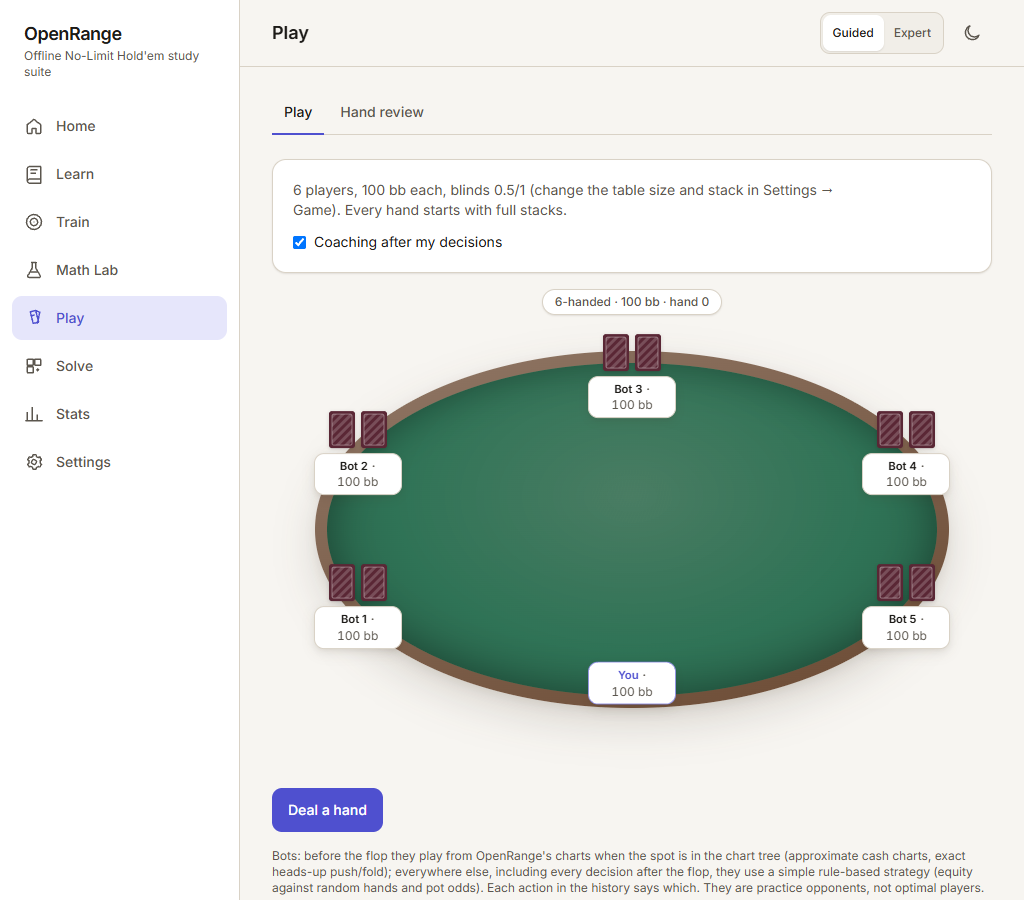 OpenRange
Offline No-Limit Hold'em study
suite
Home
Learn
Train
Math Lab
Play
Solve
Stats
Settings
Play
Guided
Expert
Play
Hand review
6 players, 100 bb each, blinds 0.5/1 (change the table size and stack in Settings →
Game). Every hand starts with full stacks.
Coaching after my decisions
6-handed · 100 bb · hand 0
Bot 3 ·
100 bb
Bot 2 ·
100 bb
Bot 4 ·
100 bb
Bot 1 ·
100 bb
Bot 5 ·
100 bb
You ·
100 bb
Deal a hand
Bots: before the flop they play from OpenRange's charts when the spot is in the chart tree (approximate cash charts, exact
heads-up push/fold); everywhere else, including every decision after the flop, they use a simple rule-based strategy (equity
against random hands and pot odds). Each action in the history says which. They are practice opponents, not optimal players.